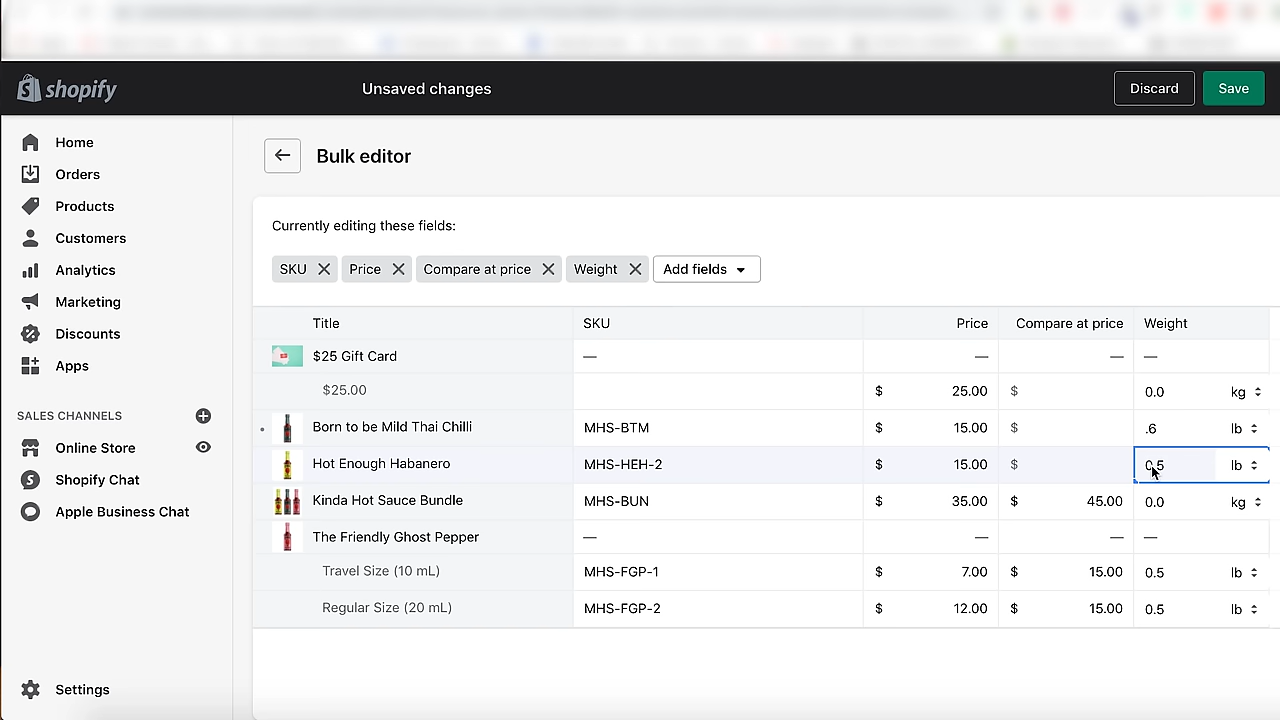 shopify
Unsaved changes
Discard
Save
Home
Orders
Products
Customers
Analytics
Marketing
Discounts
Apps
SALES CHANNELS
Online Store
Shopify Chat
Apple Business Chat
Settings
Bulk editor
Currently editing these fields:
SKU Price Compare at price Weight Add fields
Title SKU Price Compare at price Weight
$25 Gift Card — — — —
$25.00 $ 25.00 $ 0.0 kg
Born to be Mild Thai Chilli MHS-BTM $ 15.00 $ .6 lb
Hot Enough Habanero MHS-HEH-2 $ 15.00 $ 0.5 lb
Kinda Hot Sauce Bundle MHS-BUN $ 35.00 $ 45.00 0.0 kg
The Friendly Ghost Pepper — — — —
Travel Size (10 mL) MHS-FGP-1 $ 7.00 $ 15.00 0.5 lb
Regular Size (20 mL) MHS-FGP-2 $ 12.00 $ 15.00 0.5 lb